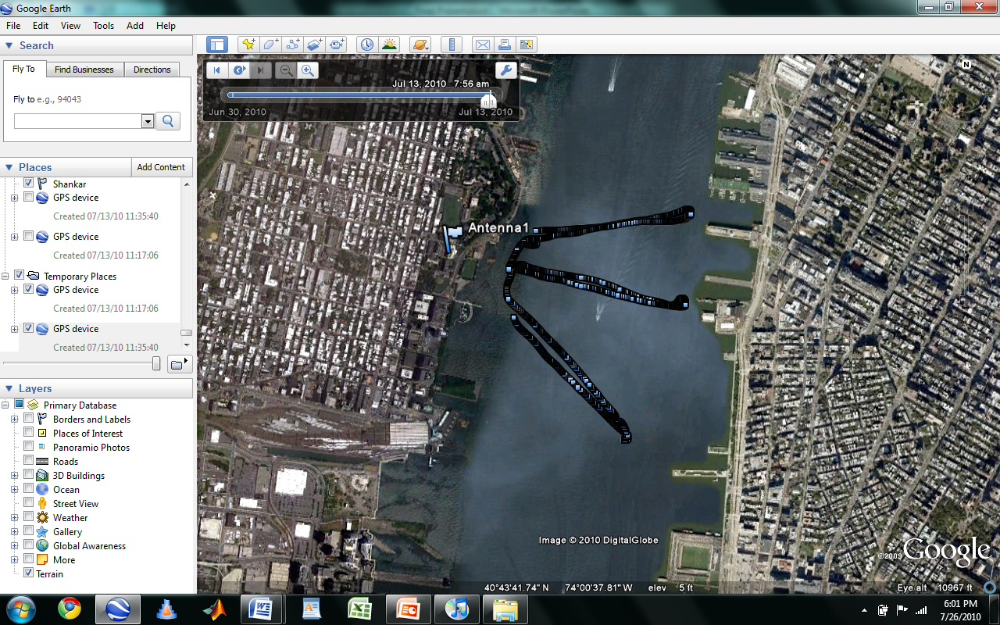 Google Earth
File Edit View Tools Add Help
Search
Fly To Find Businesses Directions
Fly to e.g., 94043
Jul 13, 2010 7:56 am
Jun 30, 2010 Jul 13, 2010
N
Places Add Content
Shankar
GPS device
Created 07/13/10 11:35:40
GPS device
Created 07/13/10 11:17:06
Temporary Places
GPS device
Created 07/13/10 11:17:06
GPS device
Created 07/13/10 11:35:40
Layers
Primary Database
Borders and Labels
Places of Interest
Panoramio Photos
Roads
3D Buildings
Ocean
Street View
Weather
Gallery
Global Awareness
More
Terrain
Antenna1
Image © 2010 DigitalGlobe
©2009 Google
40°43'41.74" N 74°00'37.81" W elev 5 ft Eye alt 10967 ft
6:01 PM
7/26/2010